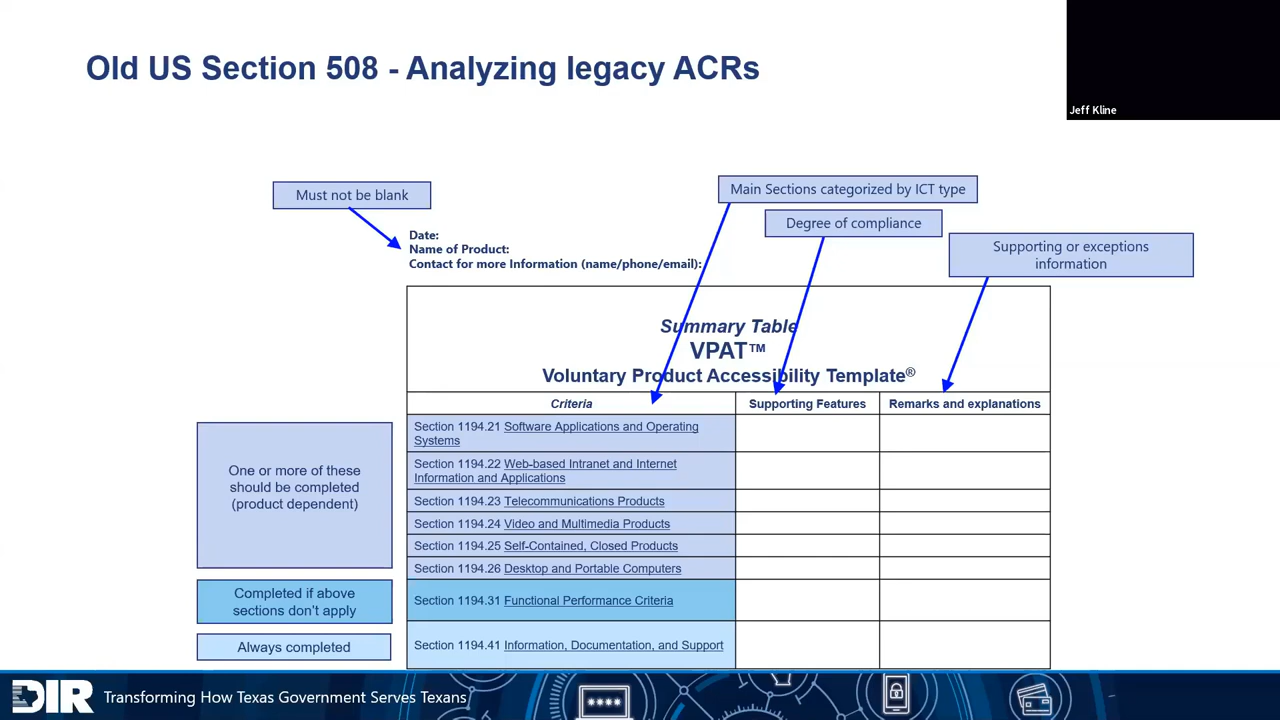 Old US Section 508 - Analyzing legacy ACRs
Jeff Kline
Must not be blank
Main Sections categorized by ICT type
Degree of compliance
Supporting or exceptions
information
Date:
Name of Product:
Contact for more Information (name/phone/email):
Summary Table
VPAT™
Voluntary Product Accessibility Template®
Criteria
Supporting Features
Remarks and explanations
One or more of these
should be completed
(product dependent)
Section 1194.21 Software Applications and Operating
Systems
Section 1194.22 Web-based Intranet and Internet
Information and Applications
Section 1194.23 Telecommunications Products
Section 1194.24 Video and Multimedia Products
Section 1194.25 Self-Contained, Closed Products
Section 1194.26 Desktop and Portable Computers
Completed if above
sections don't apply
Section 1194.31 Functional Performance Criteria
Always completed
Section 1194.41 Information, Documentation, and Support
DIR
Transforming How Texas Government Serves Texans